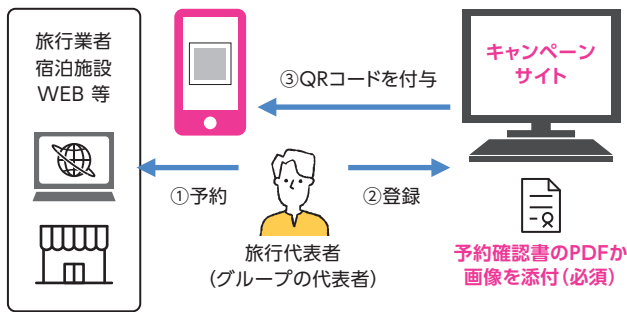 旅行業者
宿泊施設
WEB 等
キャンペーン
サイト
③QRコードを付与
①予約
②登録
旅行代表者
(グループの代表者)
予約確認書のPDFか
画像を添付(必須)